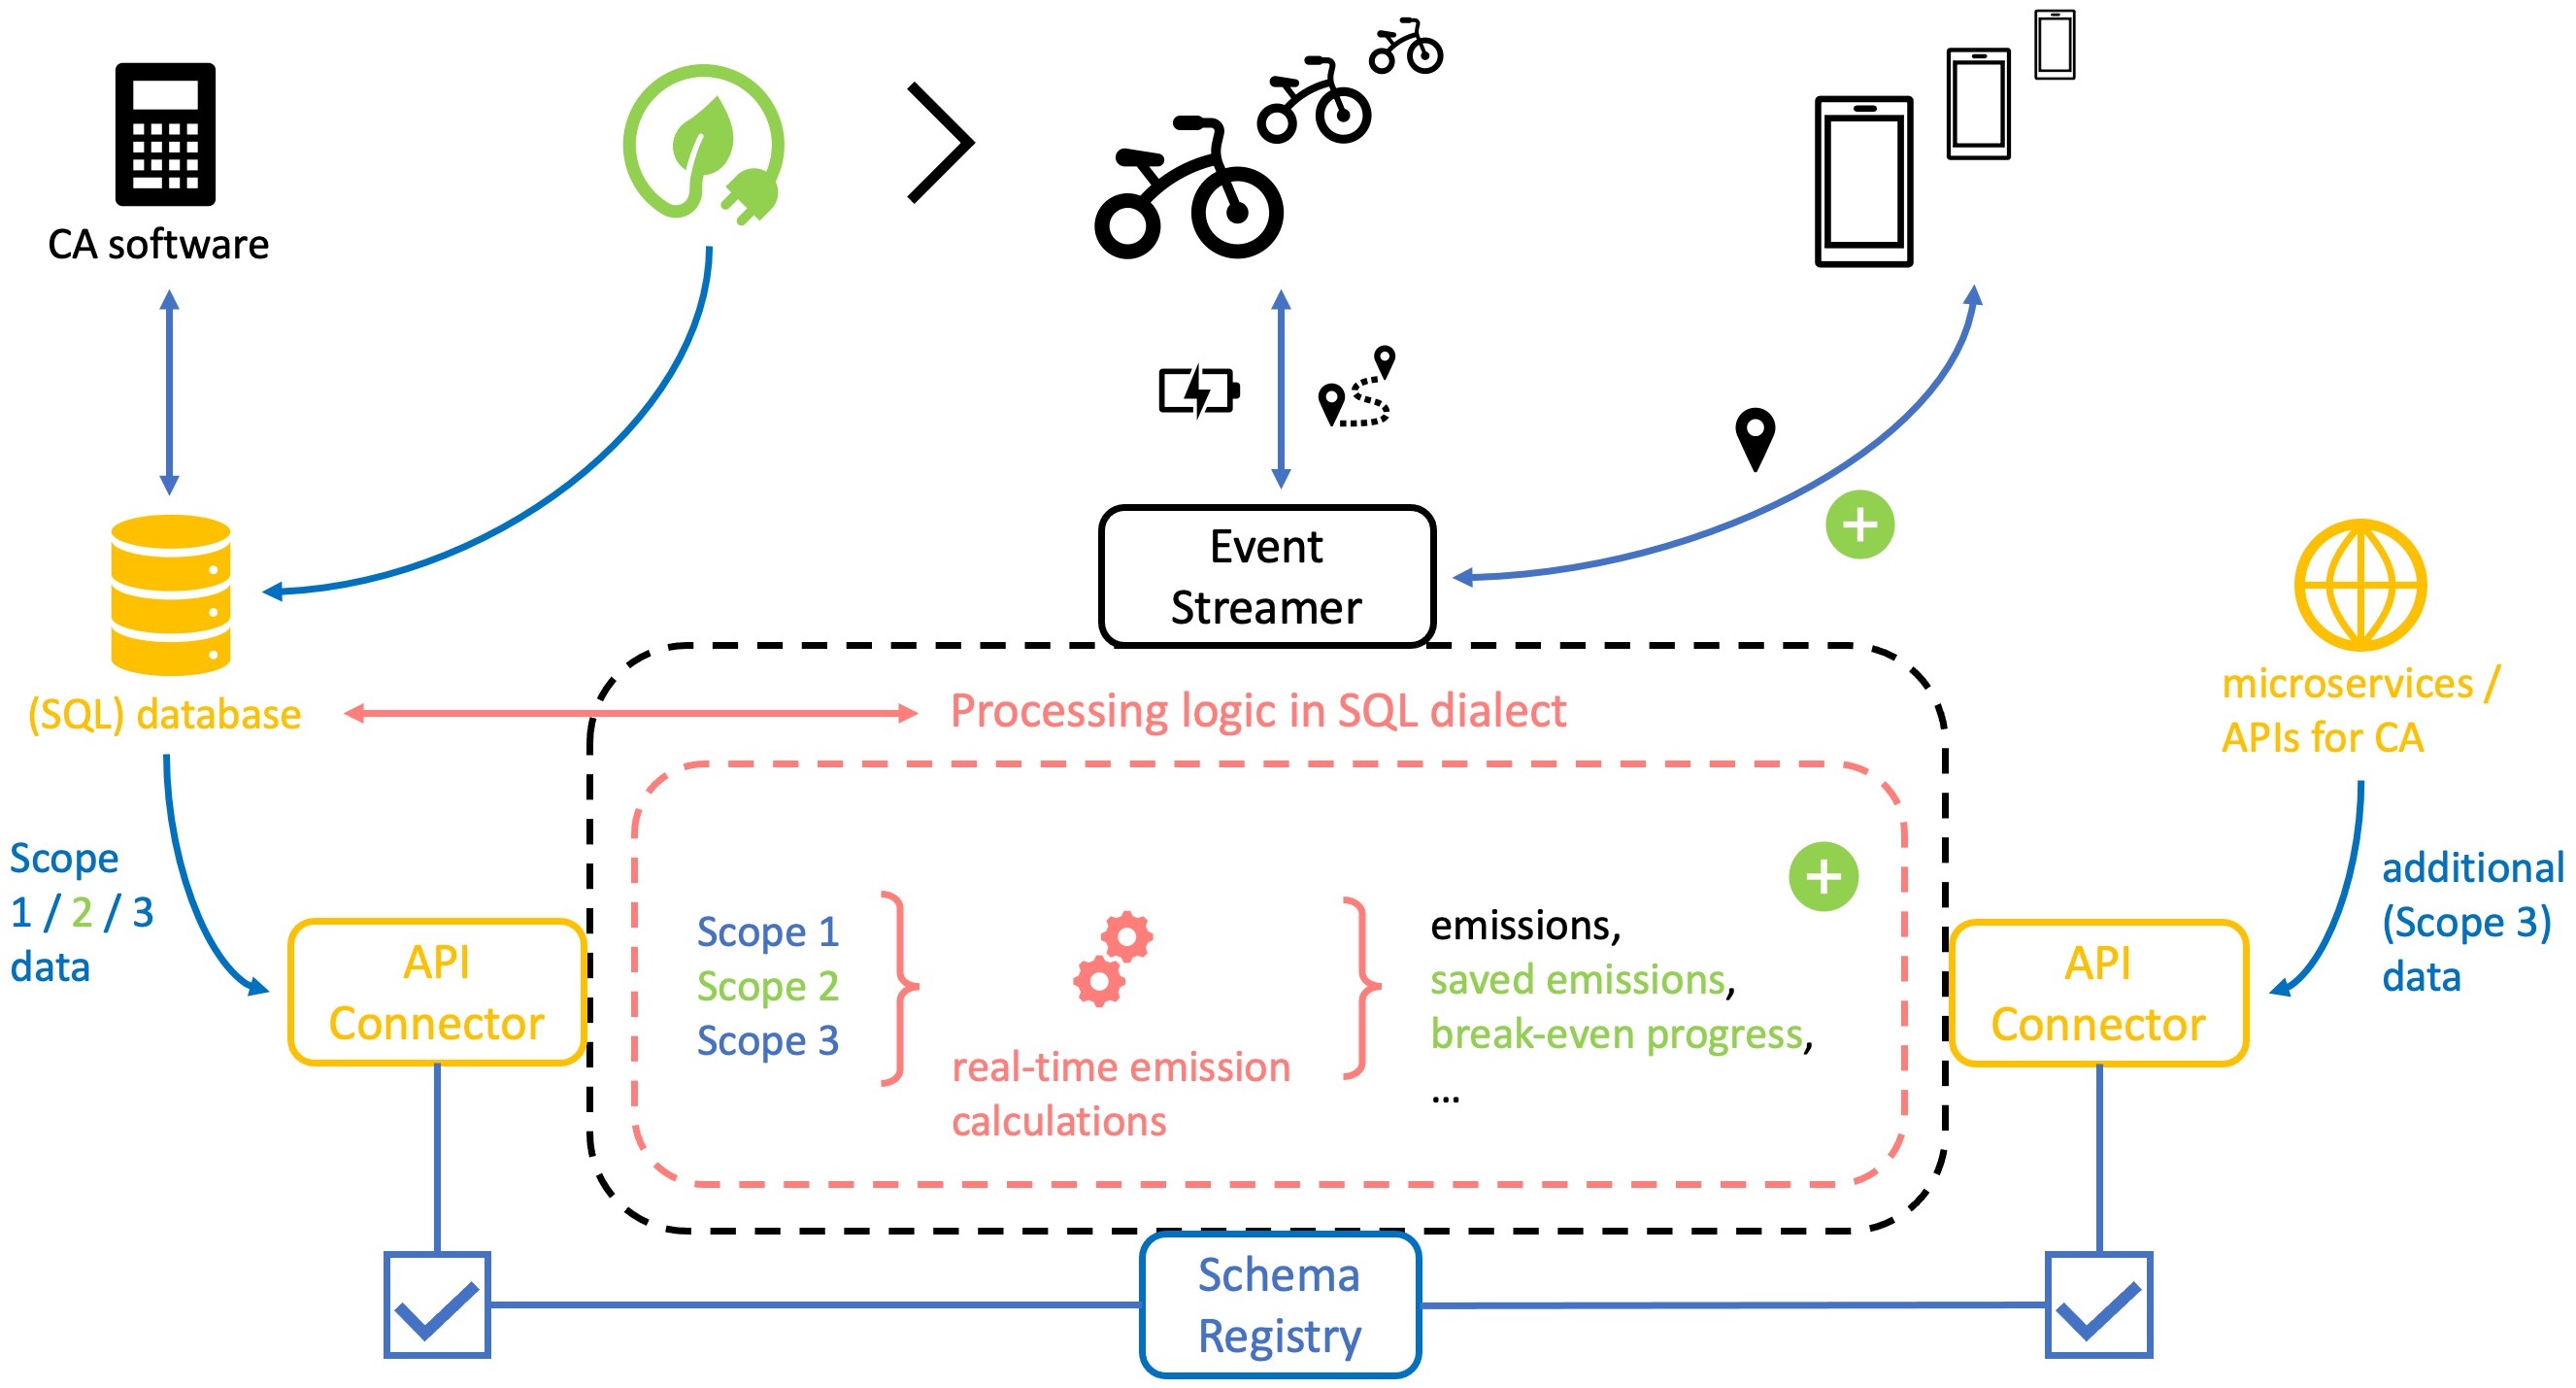 CA software
Event
Streamer
(SQL) database
Processing logic in SQL dialect
microservices /
APIs for CA
Scope
1 / 2 / 3
data
API
Connector
Scope 1
Scope 2
Scope 3
real-time emission
calculations
emissions,
saved emissions,
break-even progress,
...
API
Connector
additional
(Scope 3)
data
Schema
Registry